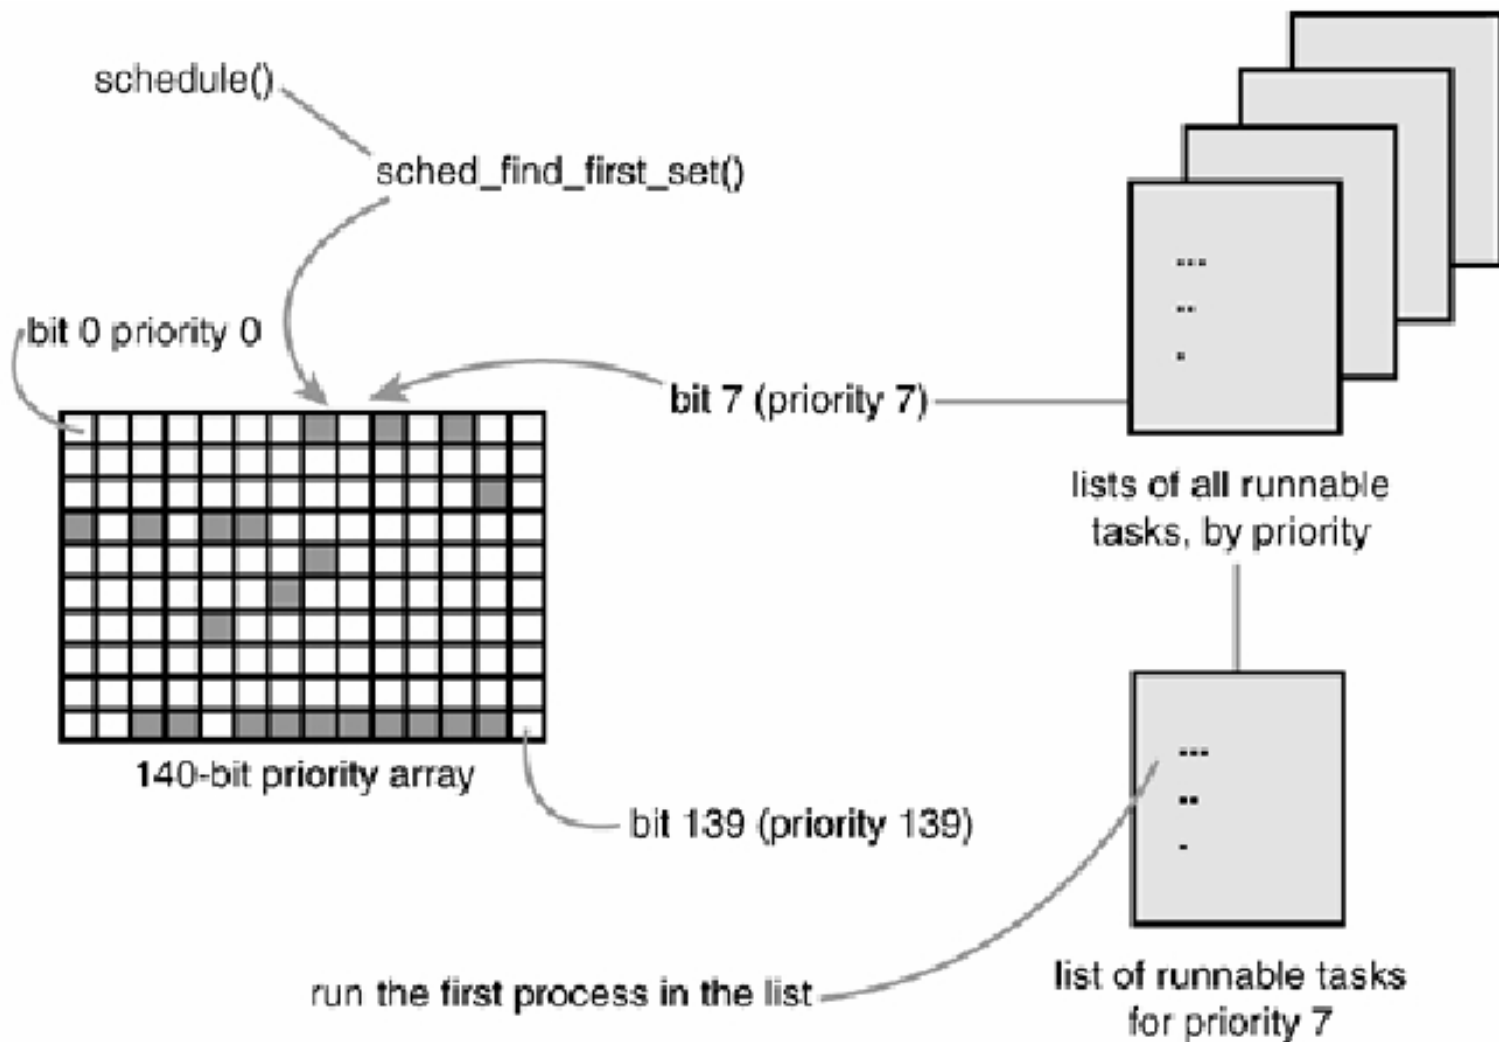 schedule()
sched_find_first_set()
bit 0 priority 0
bit 7 (priority 7)
lists of all runnable
tasks, by priority
140-bit priority array
bit 139 (priority 139)
run the first process in the list
list of runnable tasks
for priority 7